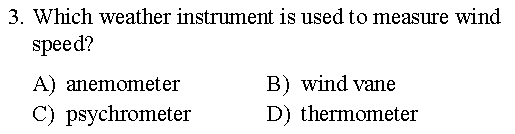 3. Which weather instrument is used to measure wind
speed?
A) anemometer B) wind vane
C) psychrometer D) thermometer